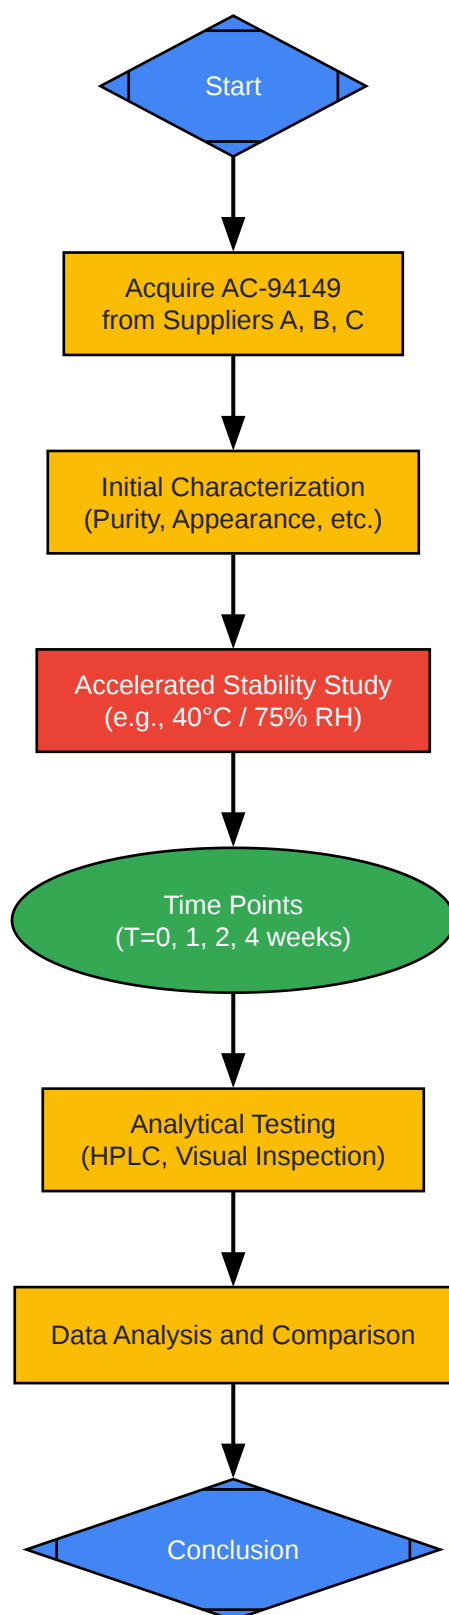 Start
Acquire AC-94149
from Suppliers A, B, C
Initial Characterization
(Purity, Appearance, etc.)
Accelerated Stability Study
(e.g., 40°C / 75% RH)
Time Points
(T=0, 1, 2, 4 weeks)
Analytical Testing
(HPLC, Visual Inspection)
Data Analysis and Comparison
Conclusion